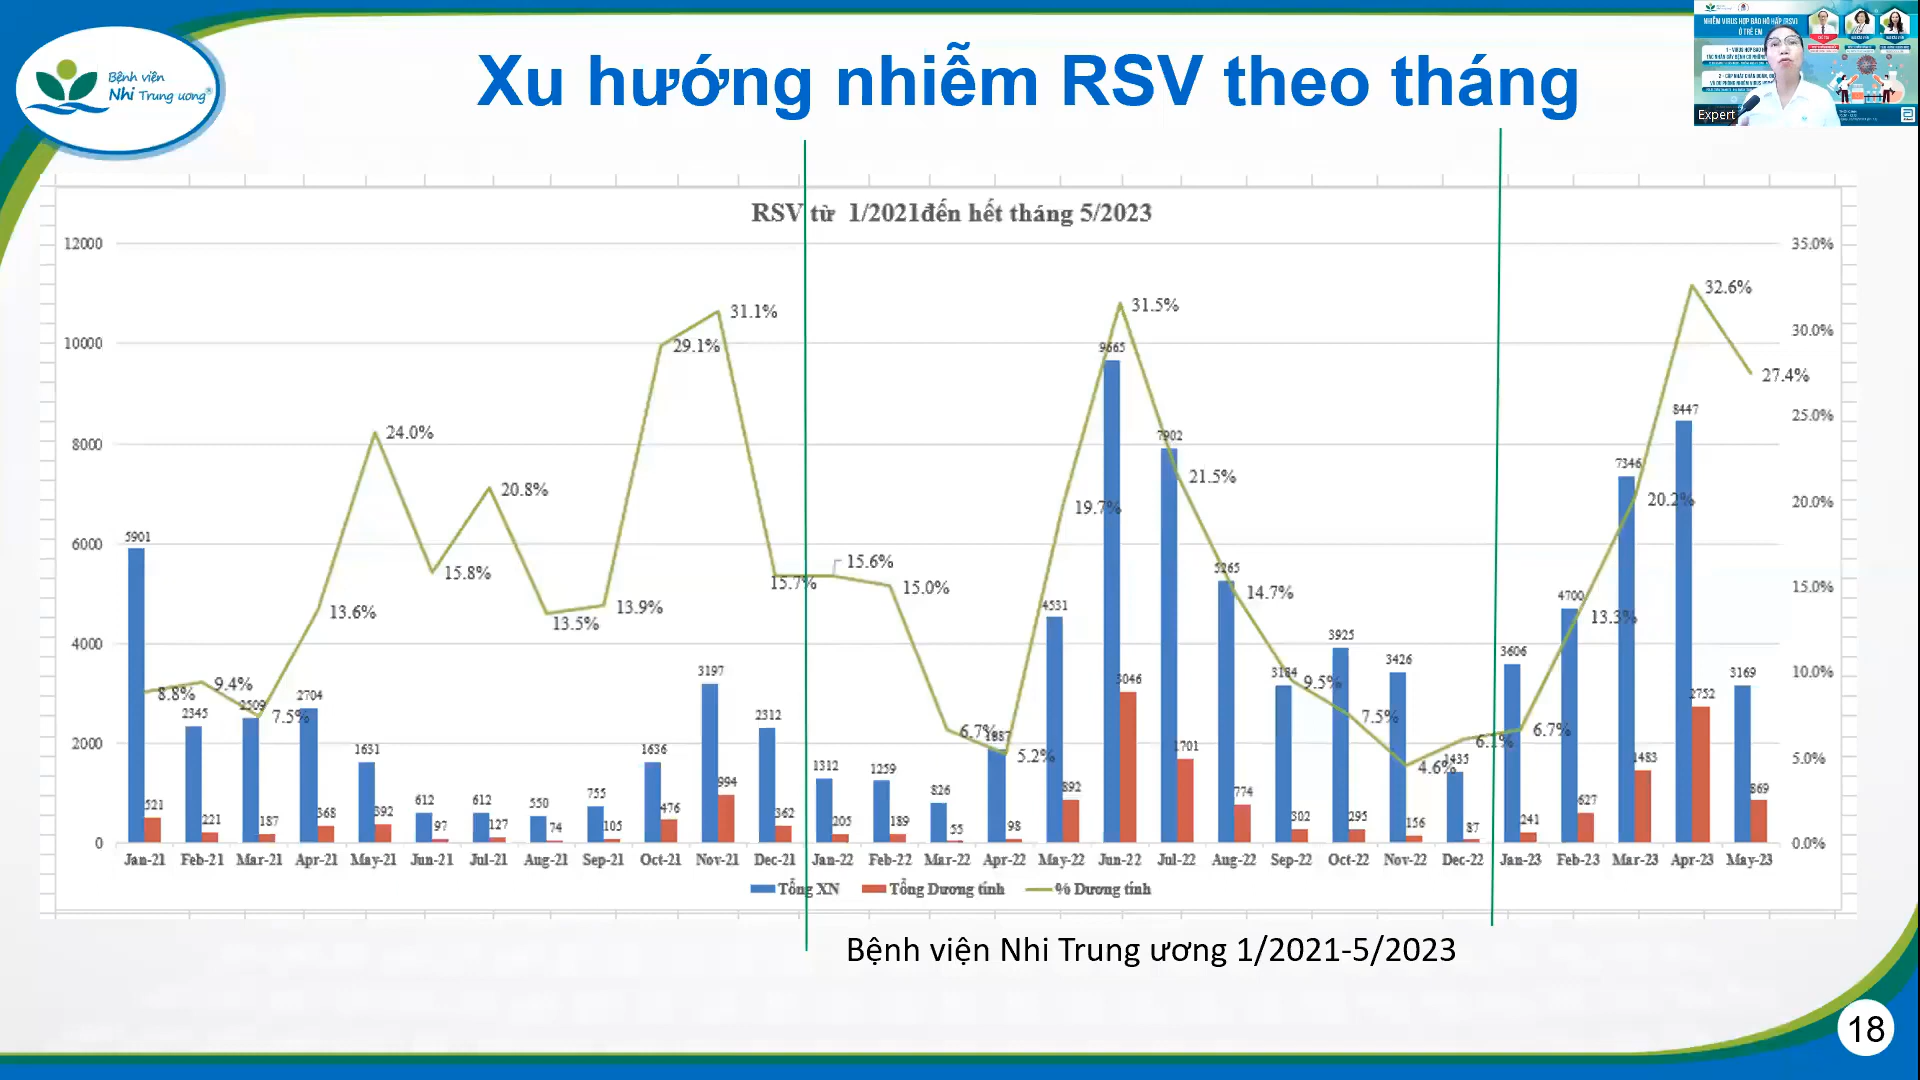 Bệnh viện
Nhi Trung ương®
Xu hướng nhiễm RSV theo tháng
NHIỄM VIRUS HỢP BÀO HÔ HẤP (RSV)
Ở TRẺ EM
Expert
RSV từ 1/2021đến hết tháng 5/2023
12000
10000
8000
6000
4000
2000
0
35.0%
30.0%
25.0%
20.0%
15.0%
10.0%
5.0%
0.0%
5901 2345 2509 2704 1631 612 612 550 755 1636 3197 2312 1312 1259 826 1887 4531 9665 7902 5265 3184 3925 3426 1435 3606 4700 7346 8447 3169
521 221 187 368 392 97 127 74 105 476 994 362 205 189 55 98 892 3046 1701 774 302 295 156 87 241 627 1483 2752 869
8.8% 9.4% 7.5% 13.6% 24.0% 15.8% 20.8% 13.5% 13.9% 29.1% 31.1% 15.7% 15.6% 15.0% 6.7% 5.2% 19.7% 31.5% 21.5% 14.7% 9.5% 7.5% 4.6% 6.1% 6.7% 13.3% 20.2% 32.6% 27.4%
Jan-21 Feb-21 Mar-21 Apr-21 May-21 Jun-21 Jul-21 Aug-21 Sep-21 Oct-21 Nov-21 Dec-21 Jan-22 Feb-22 Mar-22 Apr-22 May-22 Jun-22 Jul-22 Aug-22 Sep-22 Oct-22 Nov-22 Dec-22 Jan-23 Feb-23 Mar-23 Apr-23 May-23
Tổng XN Tổng Dương tính % Dương tính
Bệnh viện Nhi Trung ương 1/2021-5/2023
18